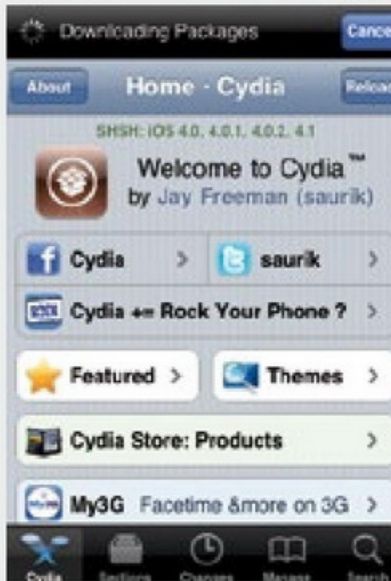 Downloading Packages Cance
About Home - Cydia Reload
SHSH: iOS 4.0, 4.0.1, 4.0.2, 4.1
Welcome to Cydia™
by Jay Freeman (saurik)
Cydia saurik
Cydia += Rock Your Phone ?
Featured Themes
Cydia Store: Products
My3G Facetime &more on 3G
Cydia Sections Changes Manage Search